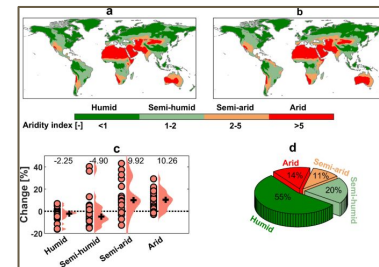 a
b
Humid Semi-humid Semi-arid Arid
Aridity index [-] <1 1-2 2-5 >5
c
d
Change [%]
-2.25 -4.90 9.92 10.26
40
20
0
-20
Humid Semi-humid Semi-arid Arid
Arid 14%
Semi-arid 11%
Semi-humid 20%
Humid 55%